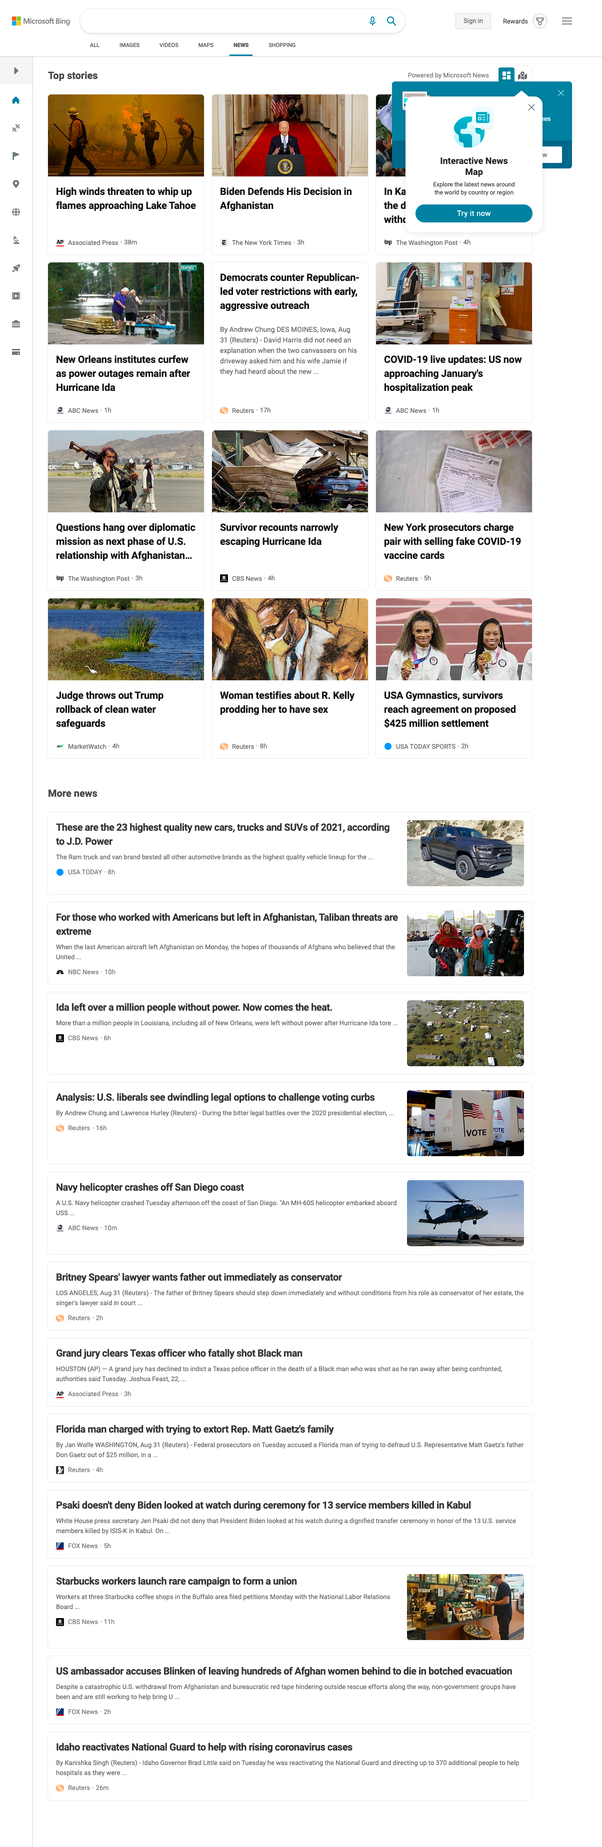 Microsoft Bing
Sign in
Rewards
ALL
IMAGES
VIDEOS
MAPS
NEWS
SHOPPING
Top stories
Powered by Microsoft News
Interactive News
Map
Explore the latest news around
the world by country or region
Try it now
High winds threaten to whip up
flames approaching Lake Tahoe
AP Associated Press · 38m
Biden Defends His Decision in
Afghanistan
The New York Times · 3h
In Ka
the d
witho
wp The Washington Post · 4h
New Orleans institutes curfew
as power outages remain after
Hurricane Ida
ABC News · 1h
Democrats counter Republican-
led voter restrictions with early,
aggressive outreach
By Andrew Chung DES MOINES, Iowa, Aug
31 (Reuters) - David Harris did not need an
explanation when the two canvassers on his
driveway asked him and his wife Jamie if
they had heard about the new ...
Reuters · 17h
COVID-19 live updates: US now
approaching January's
hospitalization peak
ABC News · 1h
Questions hang over diplomatic
mission as next phase of U.S.
relationship with Afghanistan...
wp The Washington Post · 3h
Survivor recounts narrowly
escaping Hurricane Ida
CBS News · 4h
New York prosecutors charge
pair with selling fake COVID-19
vaccine cards
Reuters · 5h
Judge throws out Trump
rollback of clean water
safeguards
MarketWatch · 4h
Woman testifies about R. Kelly
prodding her to have sex
Reuters · 8h
USA Gymnastics, survivors
reach agreement on proposed
$425 million settlement
USA TODAY SPORTS · 2h
More news
These are the 23 highest quality new cars, trucks and SUVs of 2021, according
to J.D. Power
The Ram truck and van brand bested all other automotive brands as the highest quality vehicle lineup for the ...
USA TODAY · 8h
For those who worked with Americans but left in Afghanistan, Taliban threats are
extreme
When the last American aircraft left Afghanistan on Monday, the hopes of thousands of Afghans who believed that the
United ...
NBC News · 10h
Ida left over a million people without power. Now comes the heat.
More than a million people in Louisiana, including all of New Orleans, were left without power after Hurricane Ida tore ...
CBS News · 6h
Analysis: U.S. liberals see dwindling legal options to challenge voting curbs
By Andrew Chung and Lawrence Hurley (Reuters) - During the bitter legal battles over the 2020 presidential election, ...
Reuters · 16h
VOTE
Navy helicopter crashes off San Diego coast
A U.S. Navy helicopter crashed Tuesday afternoon off the coast of San Diego. "An MH-60S helicopter embarked aboard
USS ...
ABC News · 10m
Britney Spears' lawyer wants father out immediately as conservator
LOS ANGELES, Aug 31 (Reuters) - The father of Britney Spears should step down immediately and without conditions from his role as conservator of her estate, the
singer's lawyer said in court ...
Reuters · 2h
Grand jury clears Texas officer who fatally shot Black man
HOUSTON (AP) — A grand jury has declined to indict a Texas police officer in the death of a Black man who was shot as he ran away after being confronted,
authorities said Tuesday. Joshua Feast, 22, ...
AP Associated Press · 3h
Florida man charged with trying to extort Rep. Matt Gaetz's family
By Jan Wolfe WASHINGTON, Aug 31 (Reuters) - Federal prosecutors on Tuesday accused a Florida man of trying to defraud U.S. Representative Matt Gaetz's father
Don Gaetz out of $25 million, in a ...
Reuters · 4h
Psaki doesn't deny Biden looked at watch during ceremony for 13 service members killed in Kabul
White House press secretary Jen Psaki did not deny that President Biden looked at his watch during a dignified transfer ceremony in honor of the 13 U.S. service
members killed by ISIS-K in Kabul. On ...
FOX News · 5h
Starbucks workers launch rare campaign to form a union
Workers at three Starbucks coffee shops in the Buffalo area filed petitions Monday with the National Labor Relations
Board ...
CBS News · 11h
US ambassador accuses Blinken of leaving hundreds of Afghan women behind to die in botched evacuation
Despite a catastrophic U.S. withdrawal from Afghanistan and bureaucratic red tape hindering outside rescue efforts along the way, non-government groups have
been and are still working to help bring U ...
FOX News · 2h
Idaho reactivates National Guard to help with rising coronavirus cases
By Kanishka Singh (Reuters) - Idaho Governor Brad Little said on Tuesday he was reactivating the National Guard and directing up to 370 additional people to help
hospitals as they were ...
Reuters · 26m